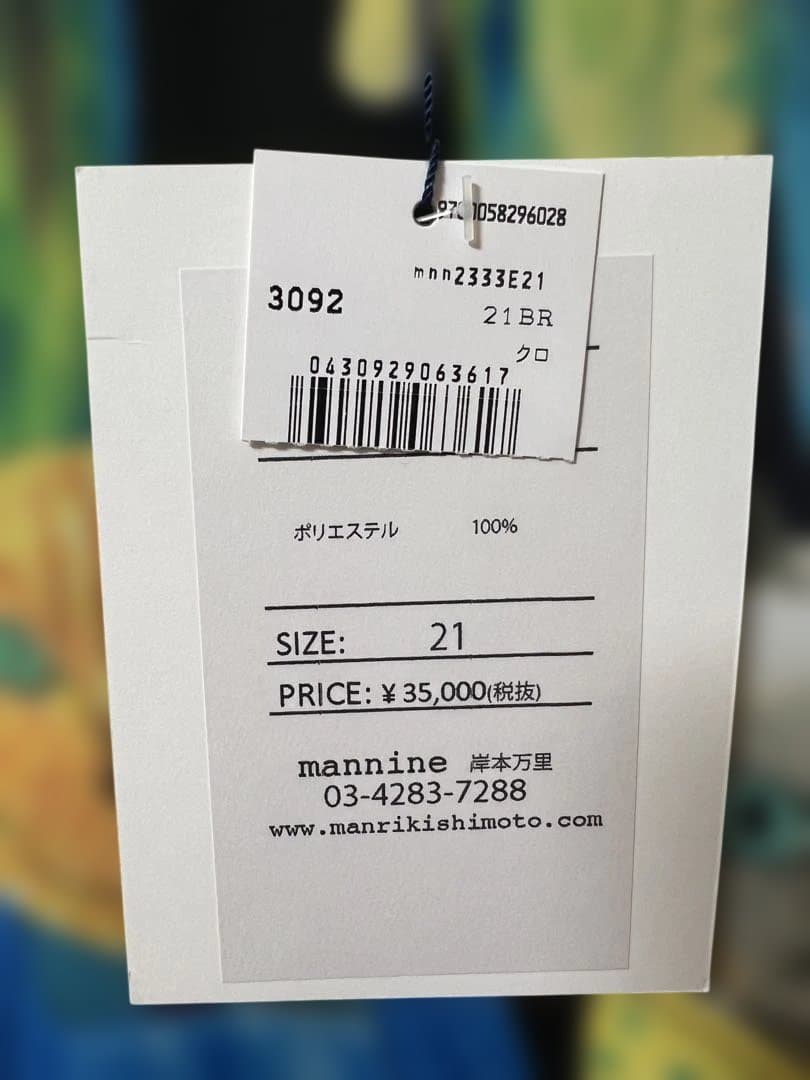 mnn2333E21
3092
21BR
クロ
0430929063617
ポリエステル 100%
SIZE: 21
PRICE: ¥35,000(税抜)
mannine 岸本万里
03-4283-7288
www.manrikishimoto.com